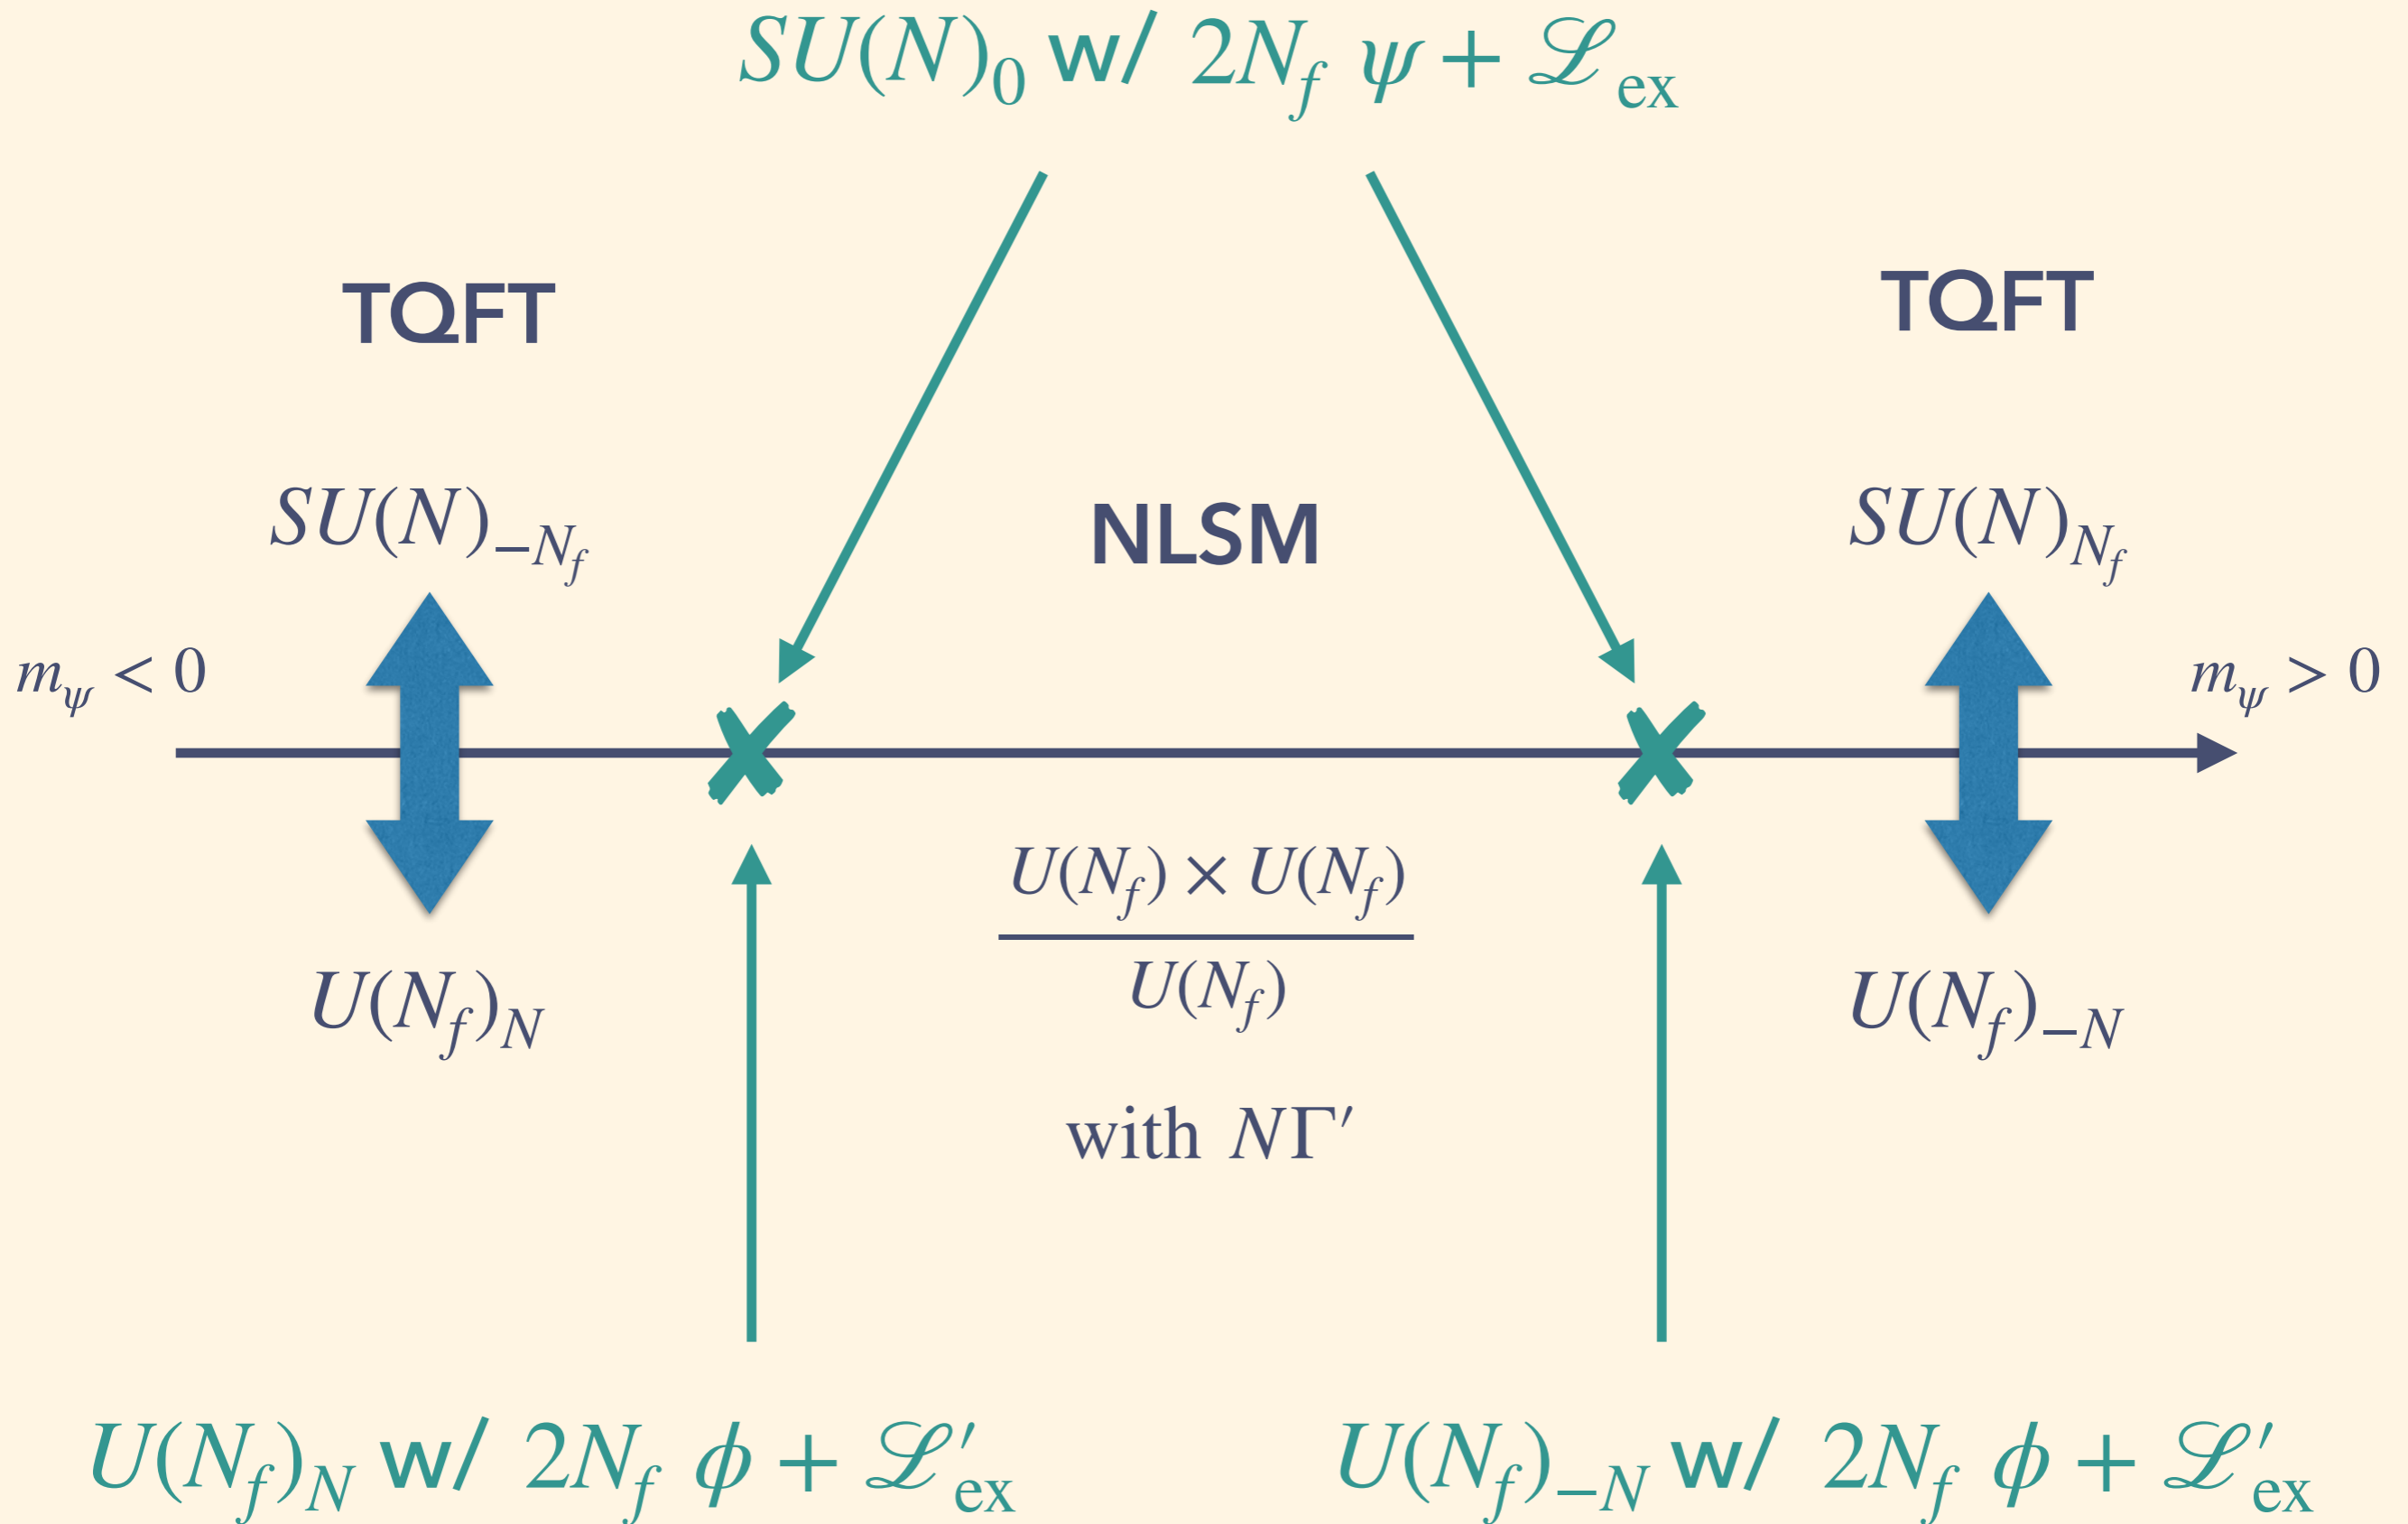 SU(N)₀ w/ 2N_f ψ + ℒ_ex
TQFT
TQFT
NLSM
SU(N)_{−N_f}
SU(N)_{N_f}
m_ψ < 0
m_ψ > 0
U(N_f) × U(N_f)
U(N_f)
U(N_f)_N
U(N_f)_{−N}
with NΓ′
U(N_f)_N w/ 2N_f ϕ + ℒ′_ex
U(N_f)_{−N} w/ 2N_f ϕ + ℒ′_ex